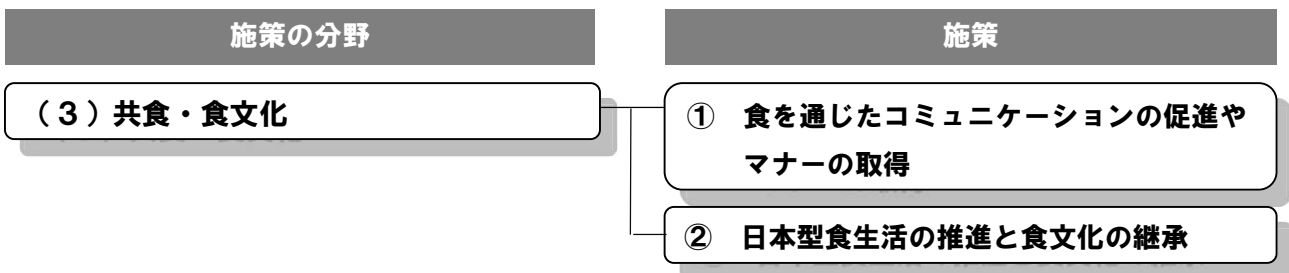 施策の分野
施策
（３）共食・食文化
① 食を通じたコミュニケーションの促進や
マナーの取得
② 日本型食生活の推進と食文化の継承